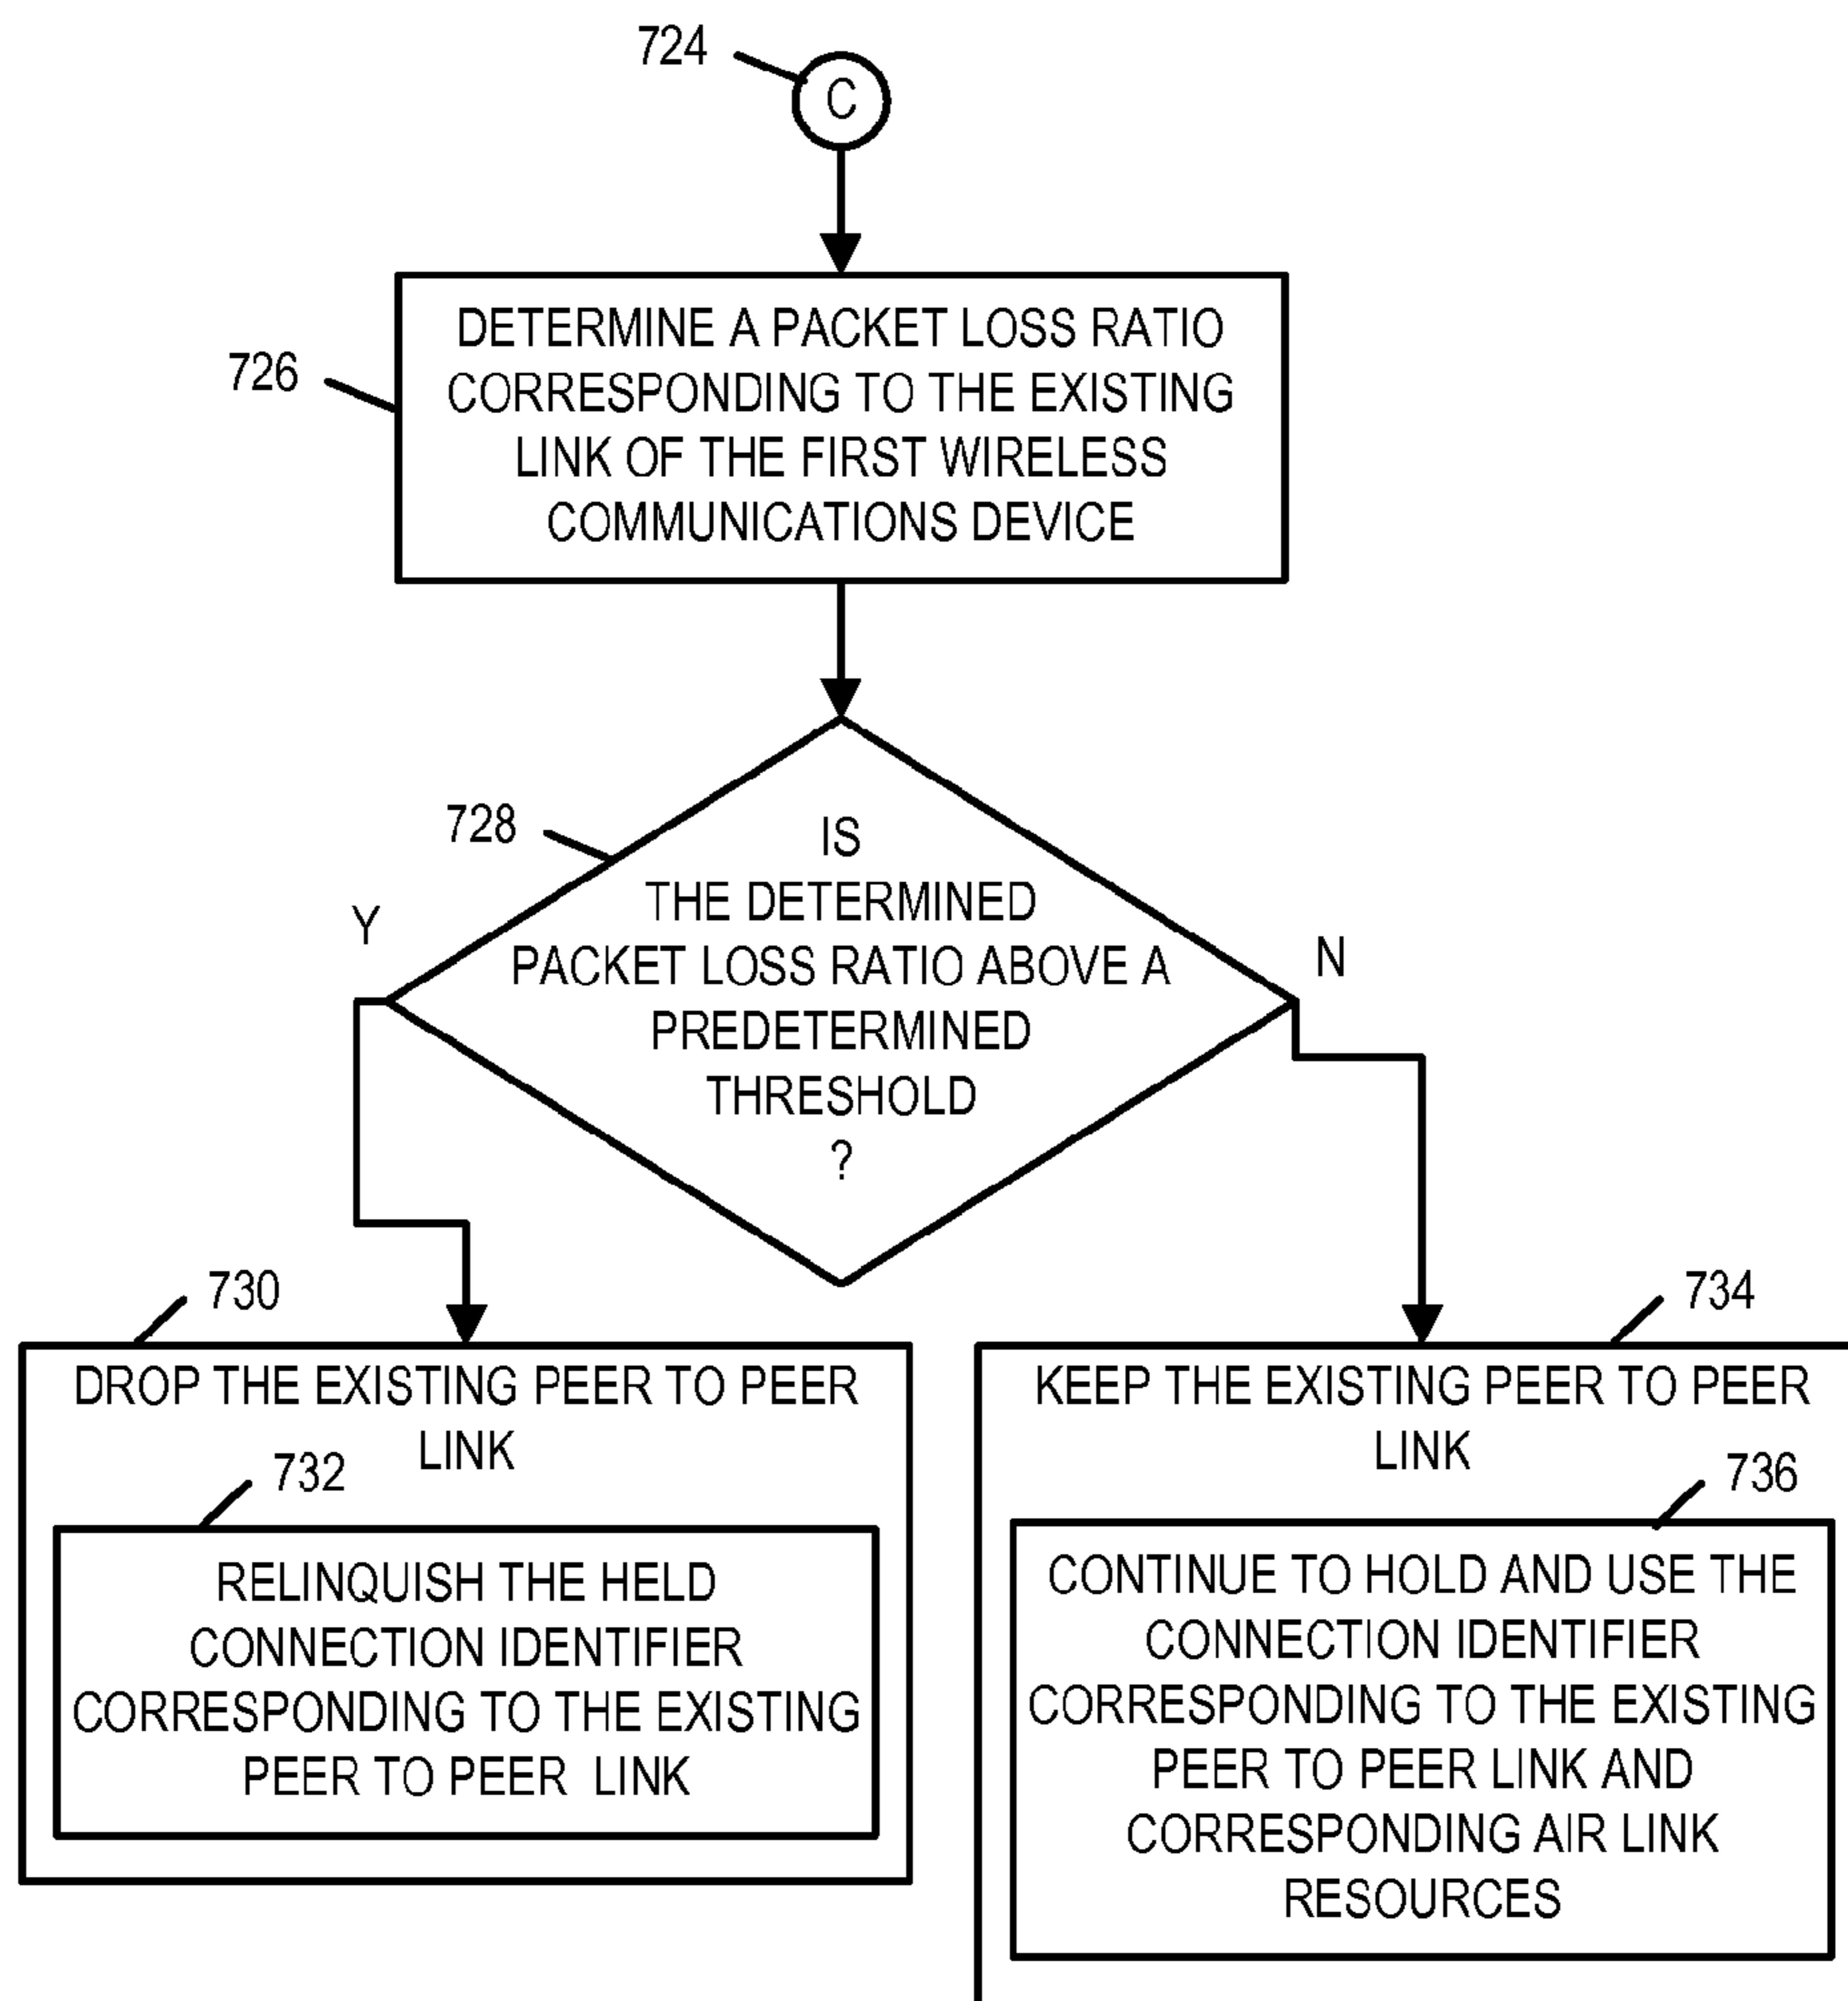 724
C
726
DETERMINE A PACKET LOSS RATIO
CORRESPONDING TO THE EXISTING
LINK OF THE FIRST WIRELESS
COMMUNICATIONS DEVICE
728
IS
THE DETERMINED
PACKET LOSS RATIO ABOVE A
PREDETERMINED
THRESHOLD
?
Y
N
730
DROP THE EXISTING PEER TO PEER
LINK
732
RELINQUISH THE HELD
CONNECTION IDENTIFIER
CORRESPONDING TO THE EXISTING
PEER TO PEER LINK
734
KEEP THE EXISTING PEER TO PEER
LINK
736
CONTINUE TO HOLD AND USE THE
CONNECTION IDENTIFIER
CORRESPONDING TO THE EXISTING
PEER TO PEER LINK AND
CORRESPONDING AIR LINK
RESOURCES